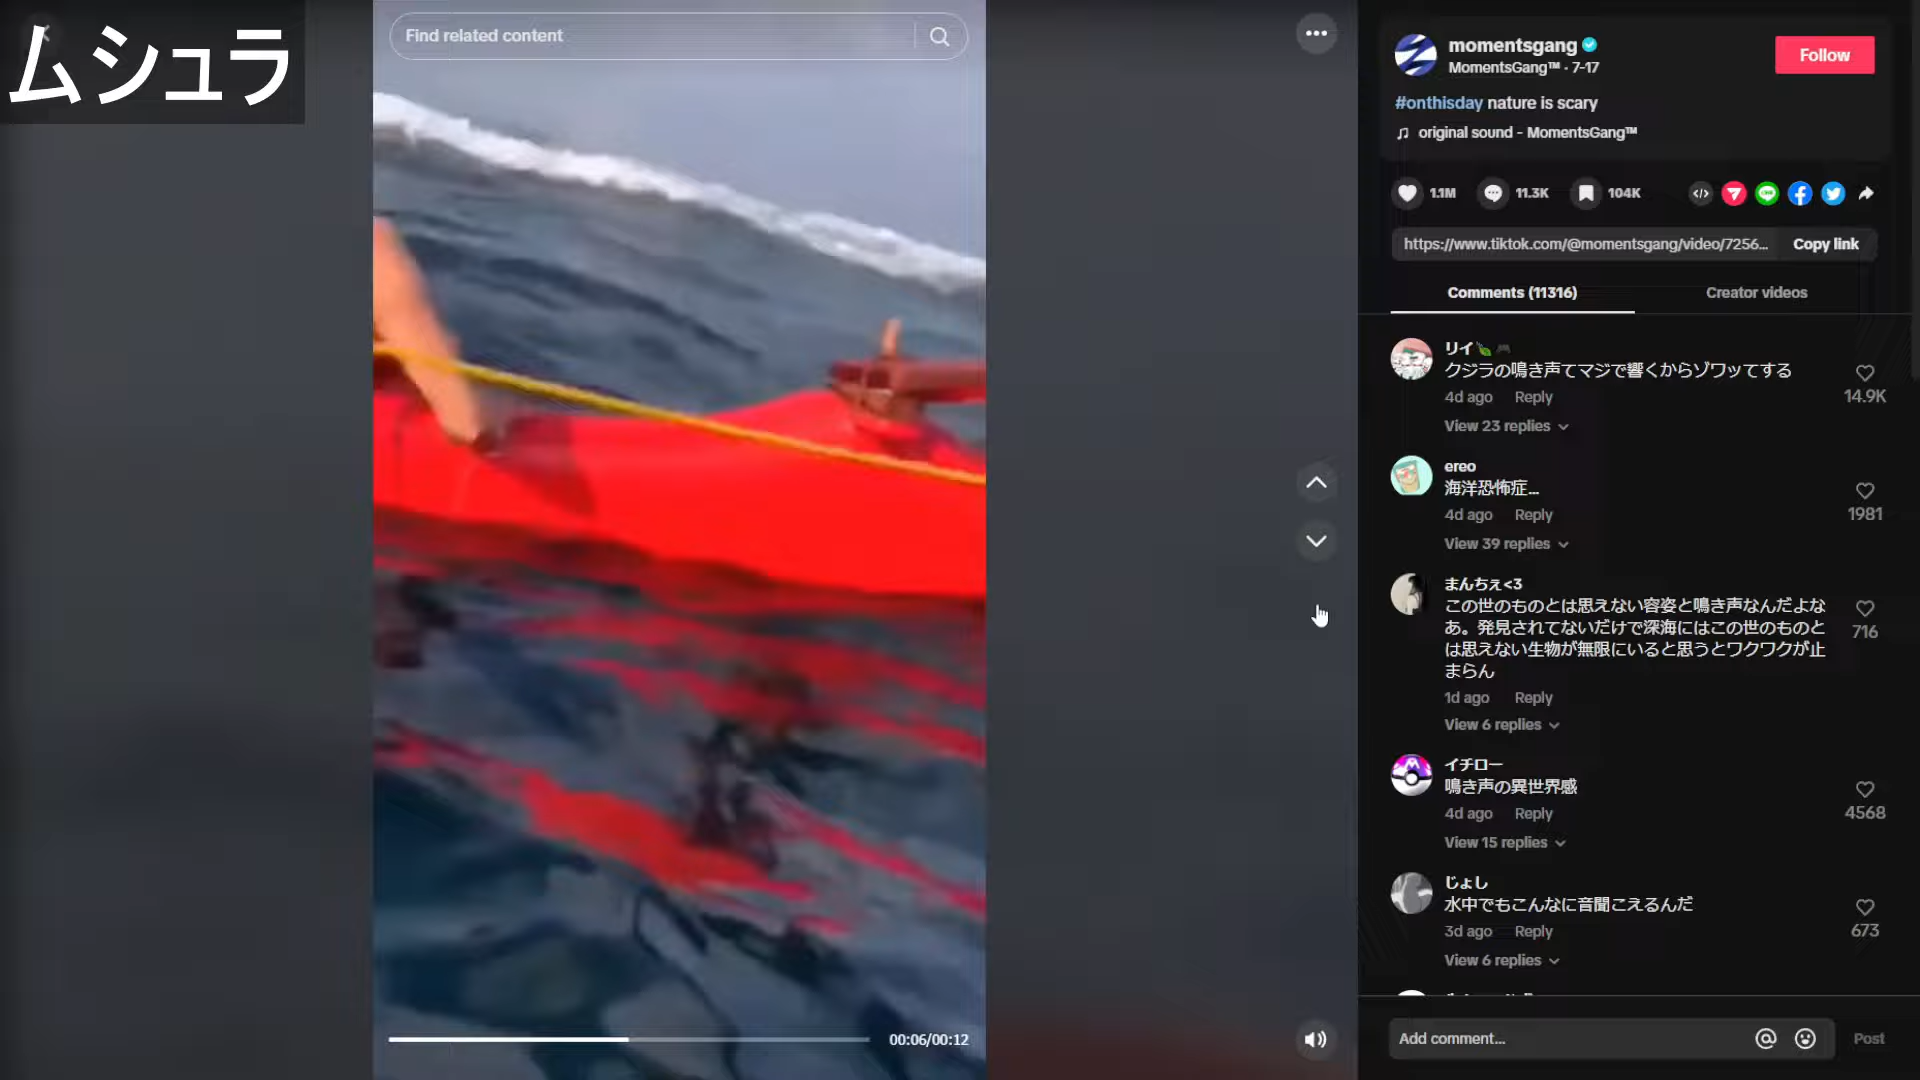 ムシュラ
Find related content
momentsgang
MomentsGang™ · 7-17
Follow
#onthisday nature is scary
original sound - MomentsGang™
1.1M
11.3K
104K
https://www.tiktok.com/@momentsgang/video/7256...
Copy link
Comments (11316)
Creator videos
リイ
クジラの鳴き声てマジで響くからゾワッてする
4d ago Reply
14.9K
View 23 replies
ereo
海洋恐怖症...
4d ago Reply
1981
View 39 replies
まんちぇ<3
この世のものとは思えない容姿と鳴き声なんだよな
あ。発見されてないだけで深海にはこの世のものと
は思えない生物が無限にいると思うとワクワクが止
まらん
716
1d ago Reply
View 6 replies
イチロー
鳴き声の異世界感
4d ago Reply
4568
View 15 replies
じょし
水中でもこんなに音聞こえるんだ
3d ago Reply
673
View 6 replies
00:06/00:12
Add comment...
Post